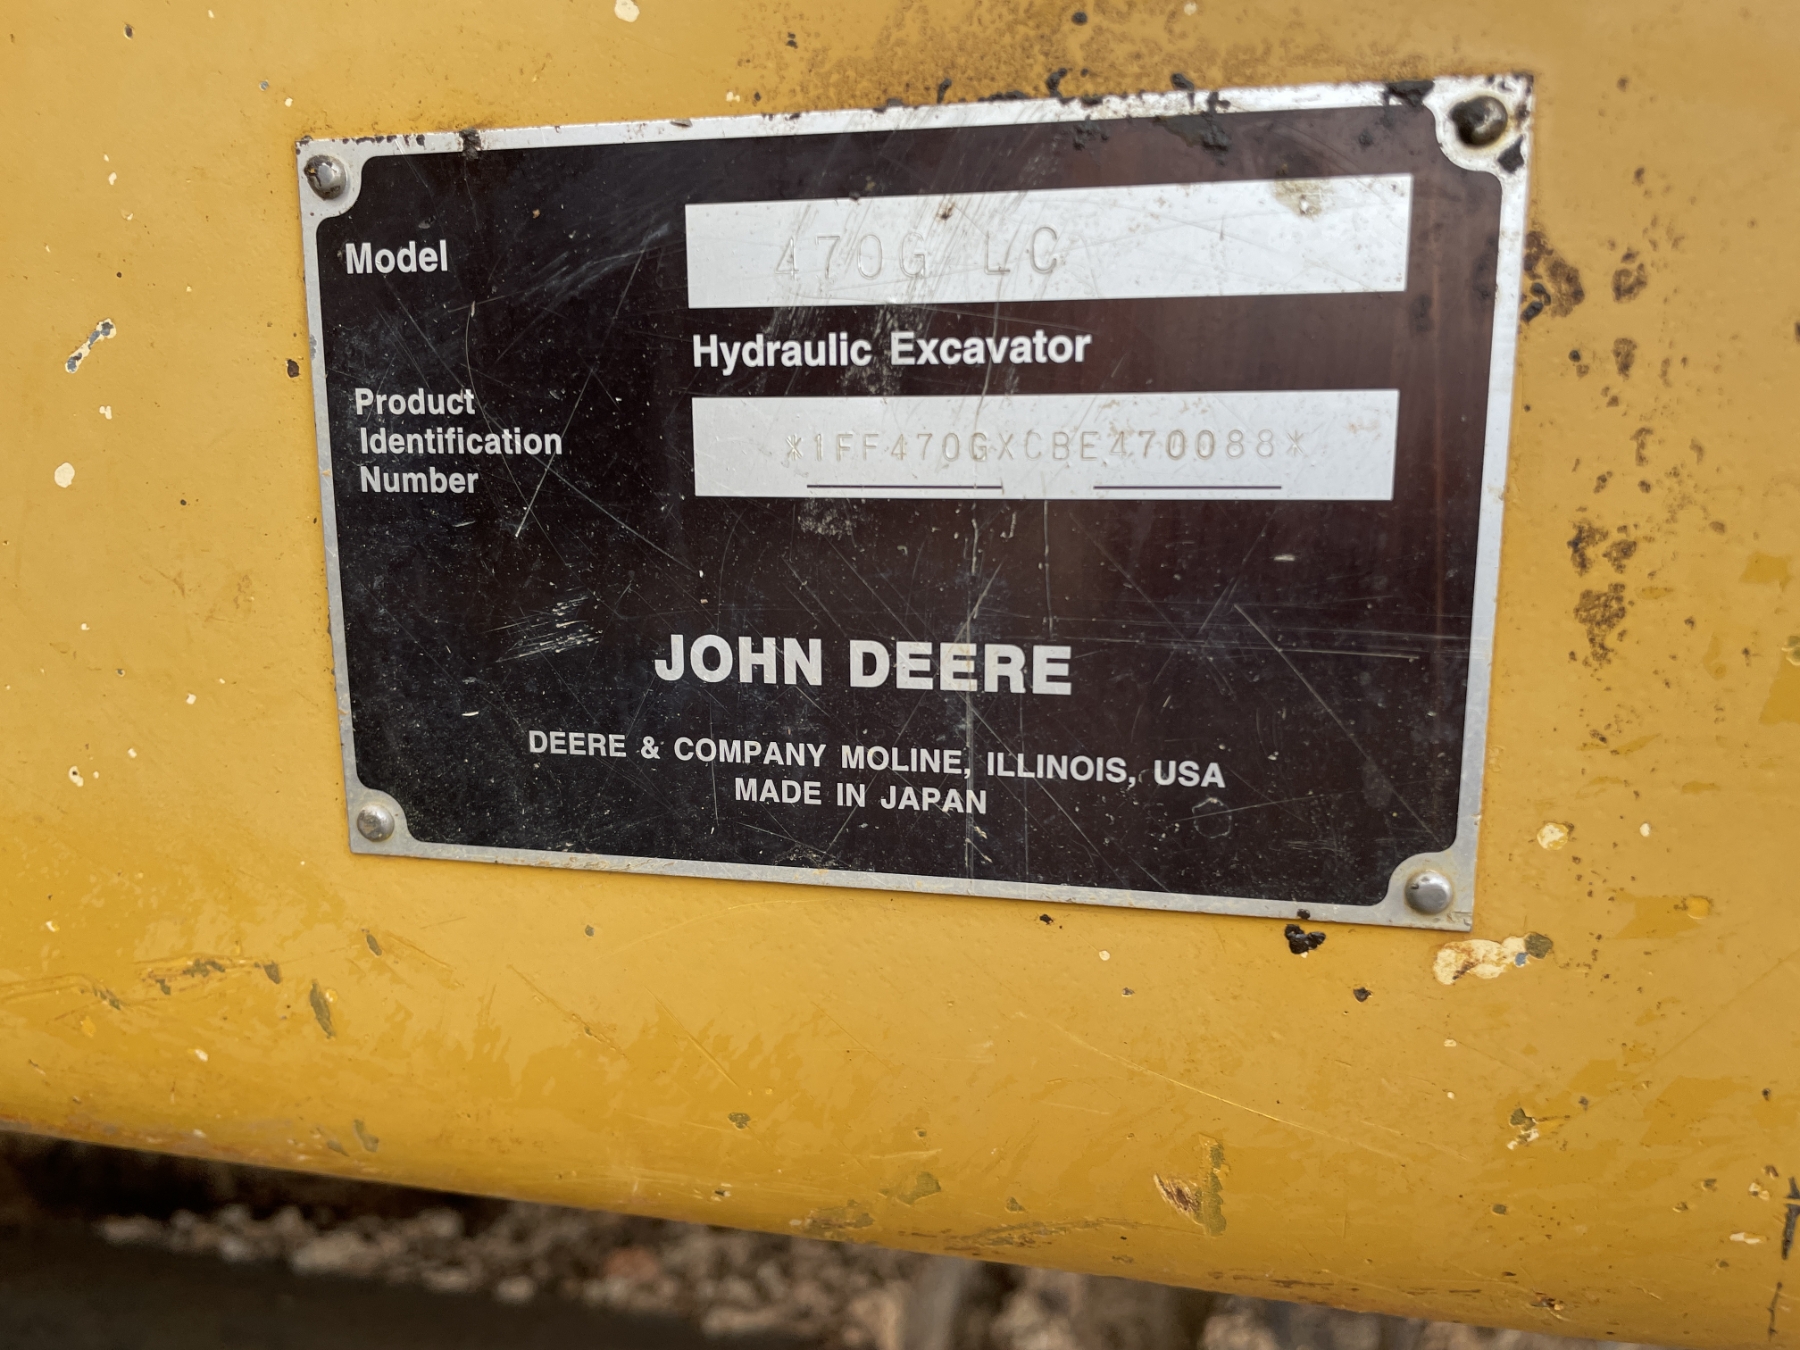 Model
470G LC
Hydraulic Excavator
Product
Identification
Number
*1FF470GXCBE470088*
JOHN DEERE
DEERE & COMPANY MOLINE, ILLINOIS, USA
MADE IN JAPAN